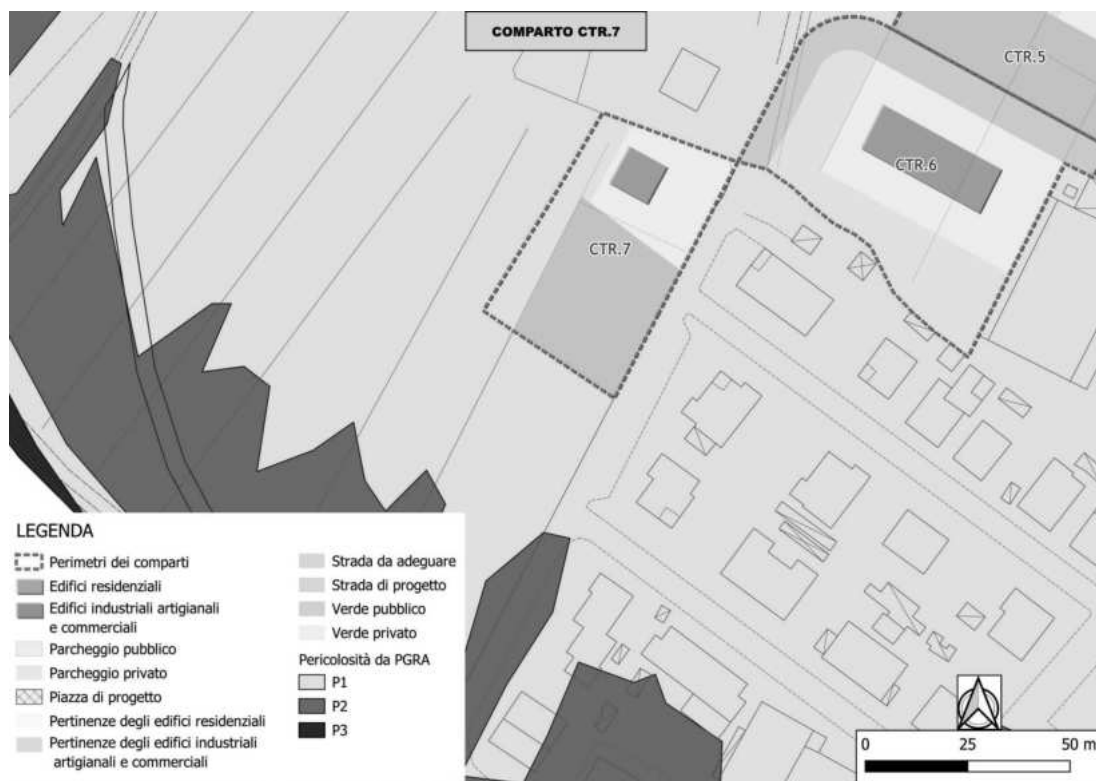 COMPARTO CTR.7
CTR.5
CTR.6
CTR.7
LEGENDA
Perimetri dei comparti
Edifici residenziali
Edifici industriali artigianali
e commerciali
Parcheggio pubblico
Parcheggio privato
Piazza di progetto
Pertinenze degli edifici residenziali
Pertinenze degli edifici industriali
artigianali e commerciali
Strada da adeguare
Strada di progetto
Verde pubblico
Verde privato
Pericolosità da PGRA
P1
P2
P3
0 25 50 m